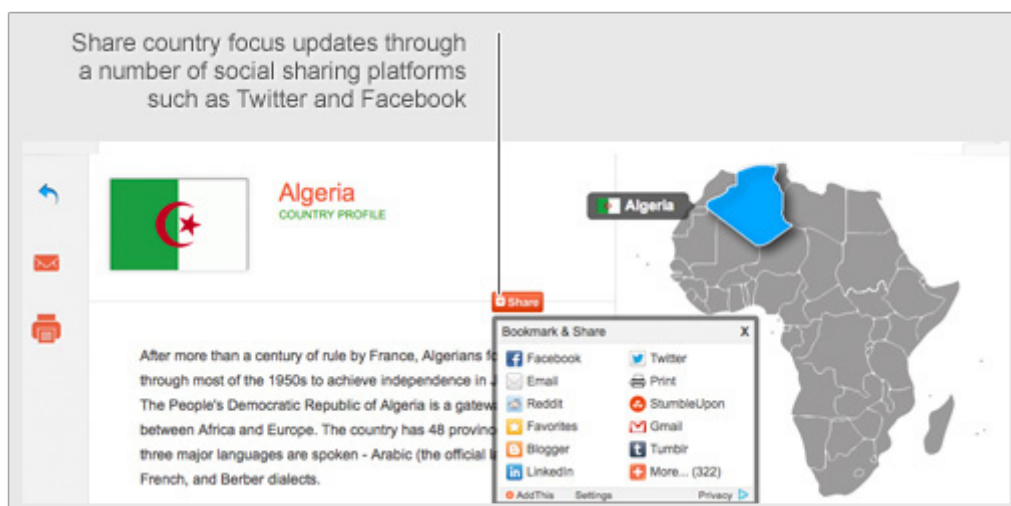 Share country focus updates through
a number of social sharing platforms
such as Twitter and Facebook
Algeria
COUNTRY PROFILE
Algeria
Share
Bookmark & Share X
Facebook Twitter
Email Print
Reddit StumbleUpon
Favorites Gmail
Blogger Tumblr
LinkedIn More... (322)
AddThis Settings Privacy
After more than a century of rule by France, Algerians
through most of the 1950s to achieve independence in
The People's Democratic Republic of Algeria is a
between Africa and Europe. The country has 48
three major languages are spoken - Arabic (the official
French, and Berber dialects.